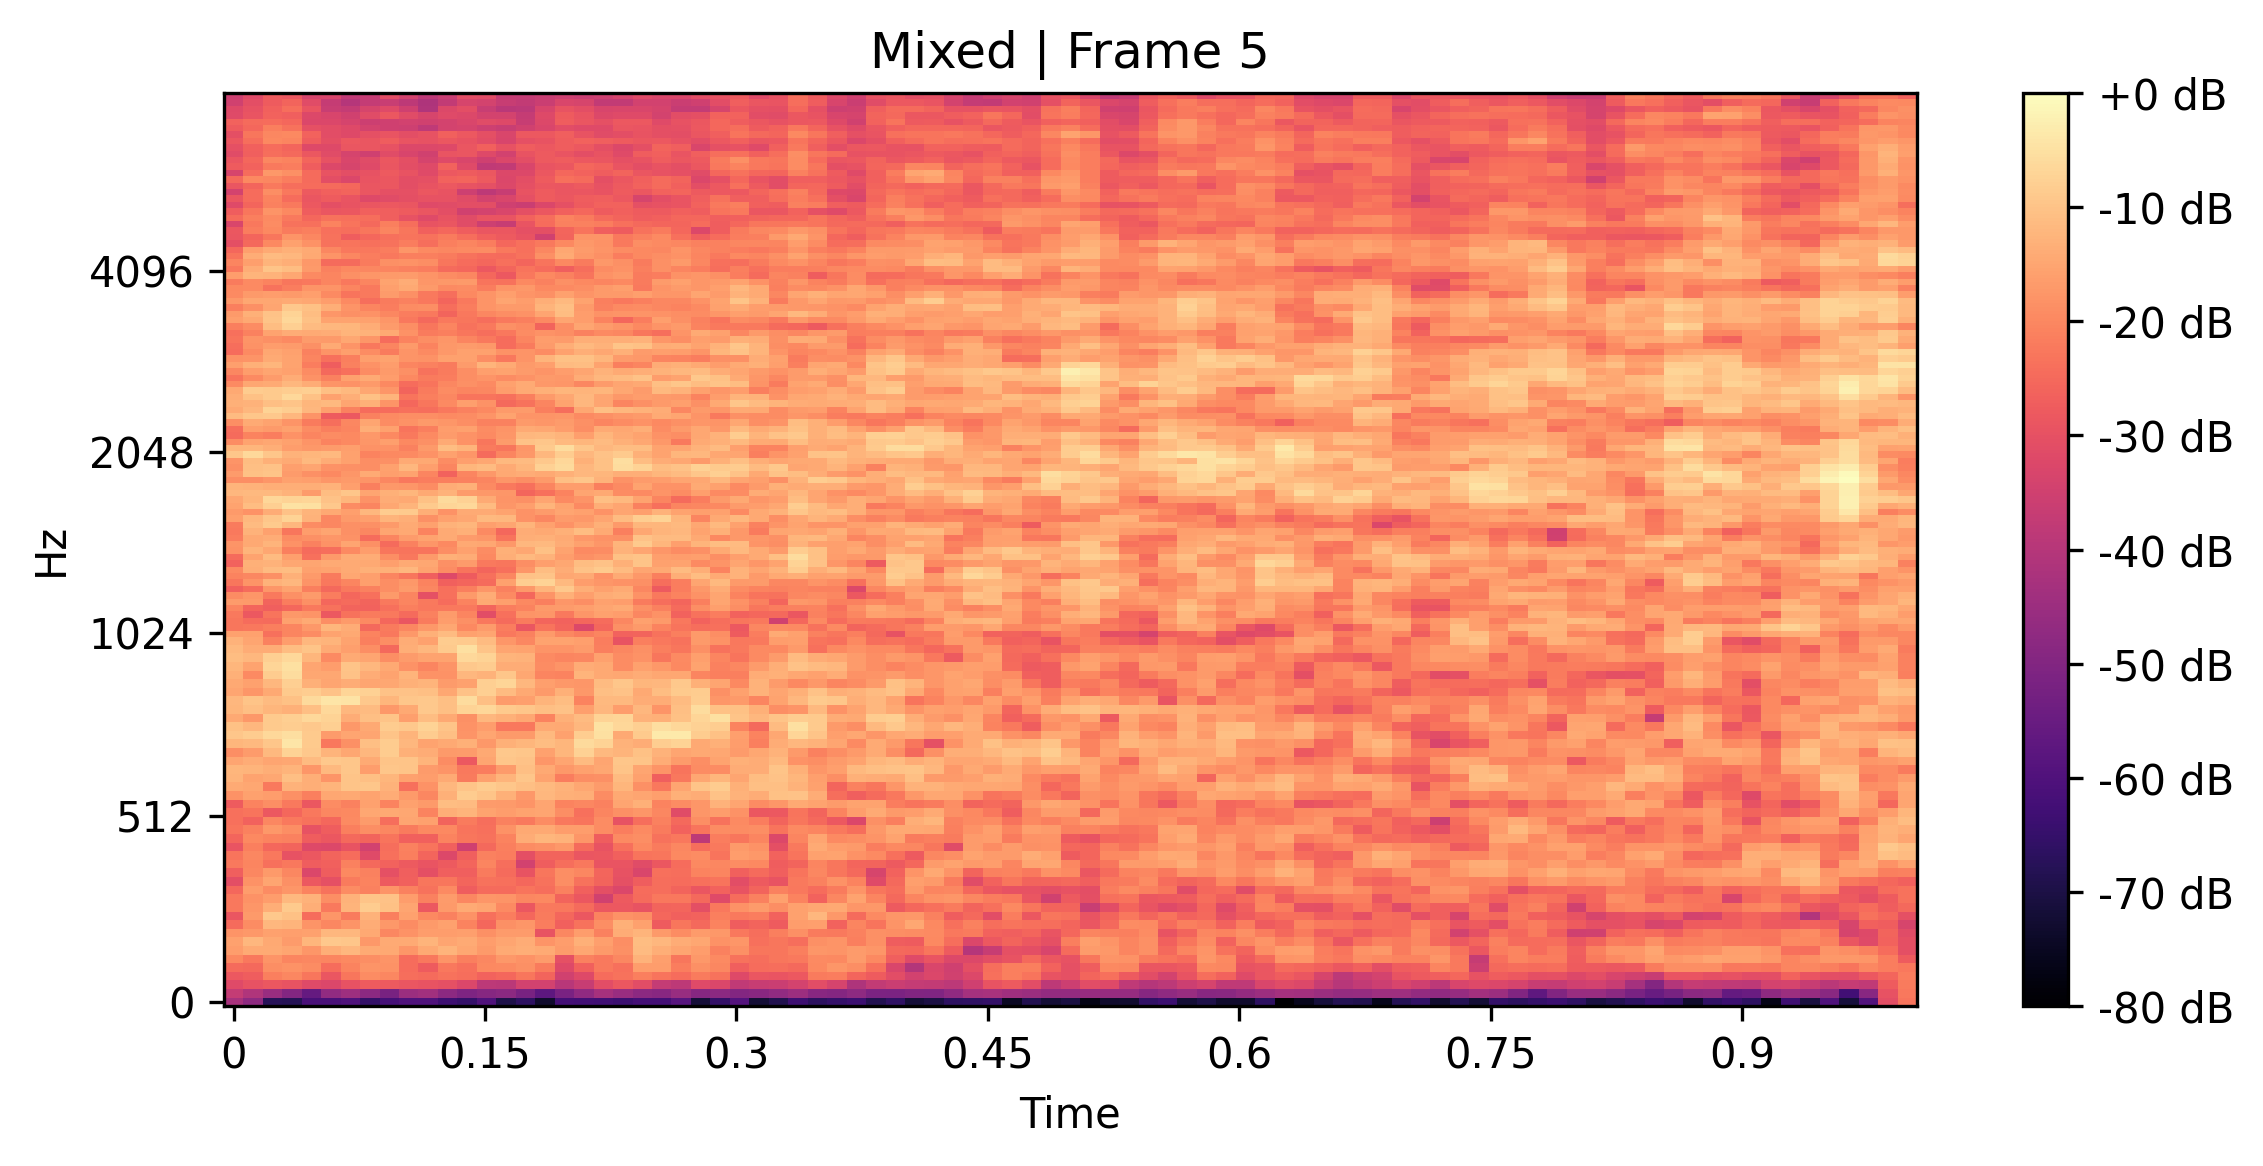 Mixed | Frame 5
Hz
4096
2048
1024
512
0
0
0.15
0.3
0.45
0.6
0.75
0.9
Time
+0 dB
-10 dB
-20 dB
-30 dB
-40 dB
-50 dB
-60 dB
-70 dB
-80 dB